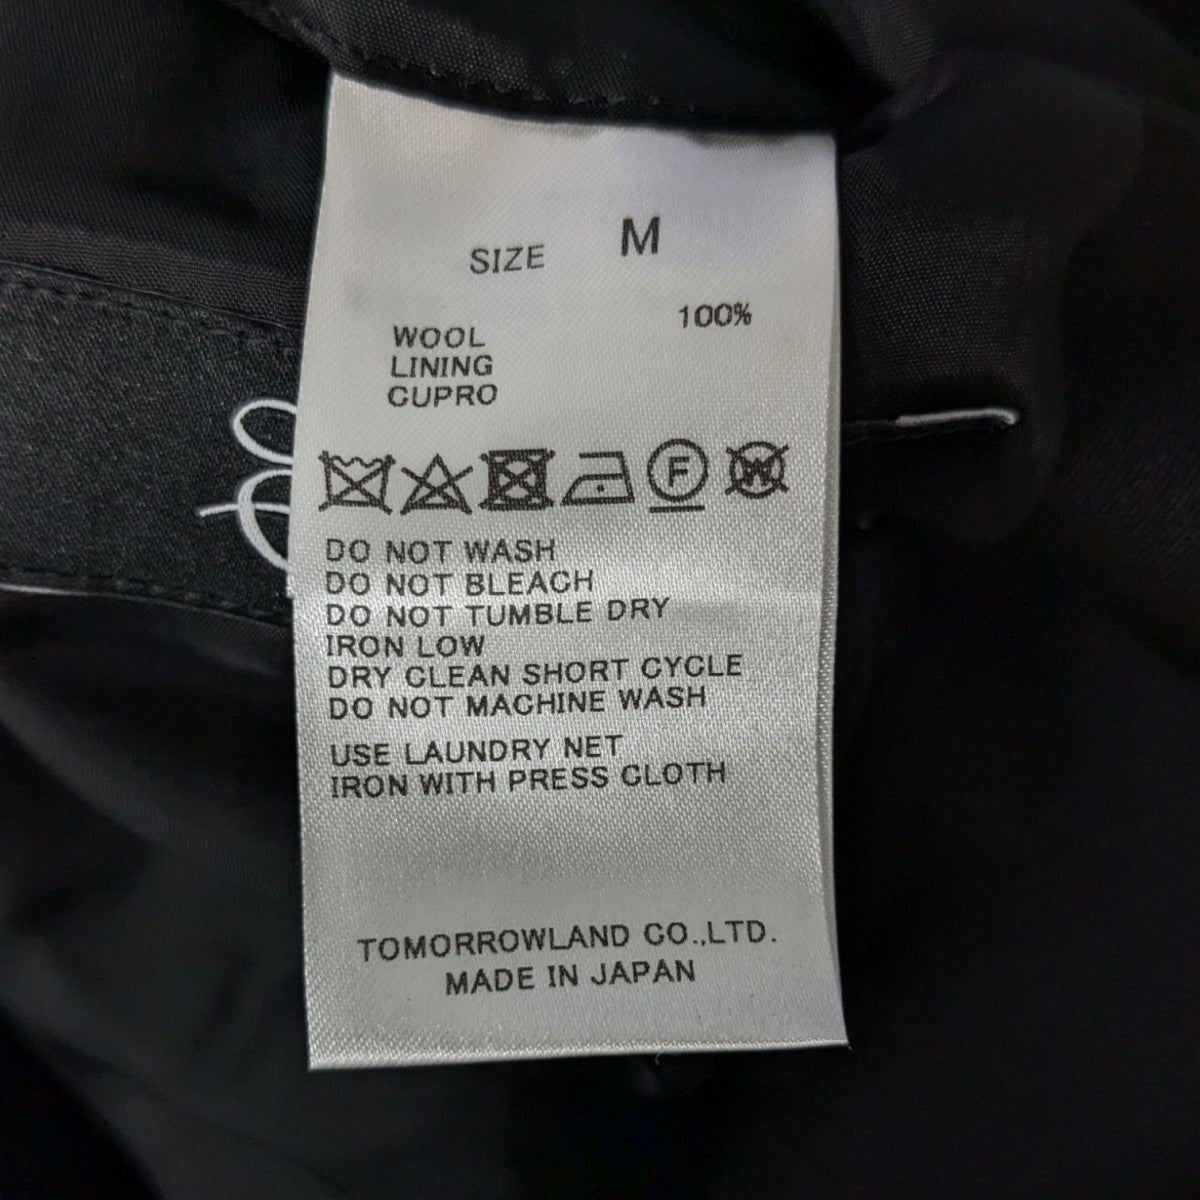 SIZE M
100%
WOOL
LINING
CUPRO
F W
DO NOT WASH
DO NOT BLEACH
DO NOT TUMBLE DRY
IRON LOW
DRY CLEAN SHORT CYCLE
DO NOT MACHINE WASH
USE LAUNDRY NET
IRON WITH PRESS CLOTH
TOMORROWLAND CO.,LTD.
MADE IN JAPAN